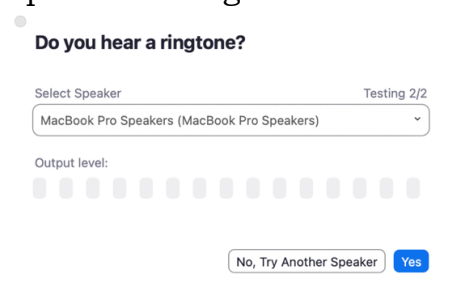 Do you hear a ringtone?
Select Speaker Testing 2/2
MacBook Pro Speakers (MacBook Pro Speakers)
Output level:
No, Try Another Speaker Yes